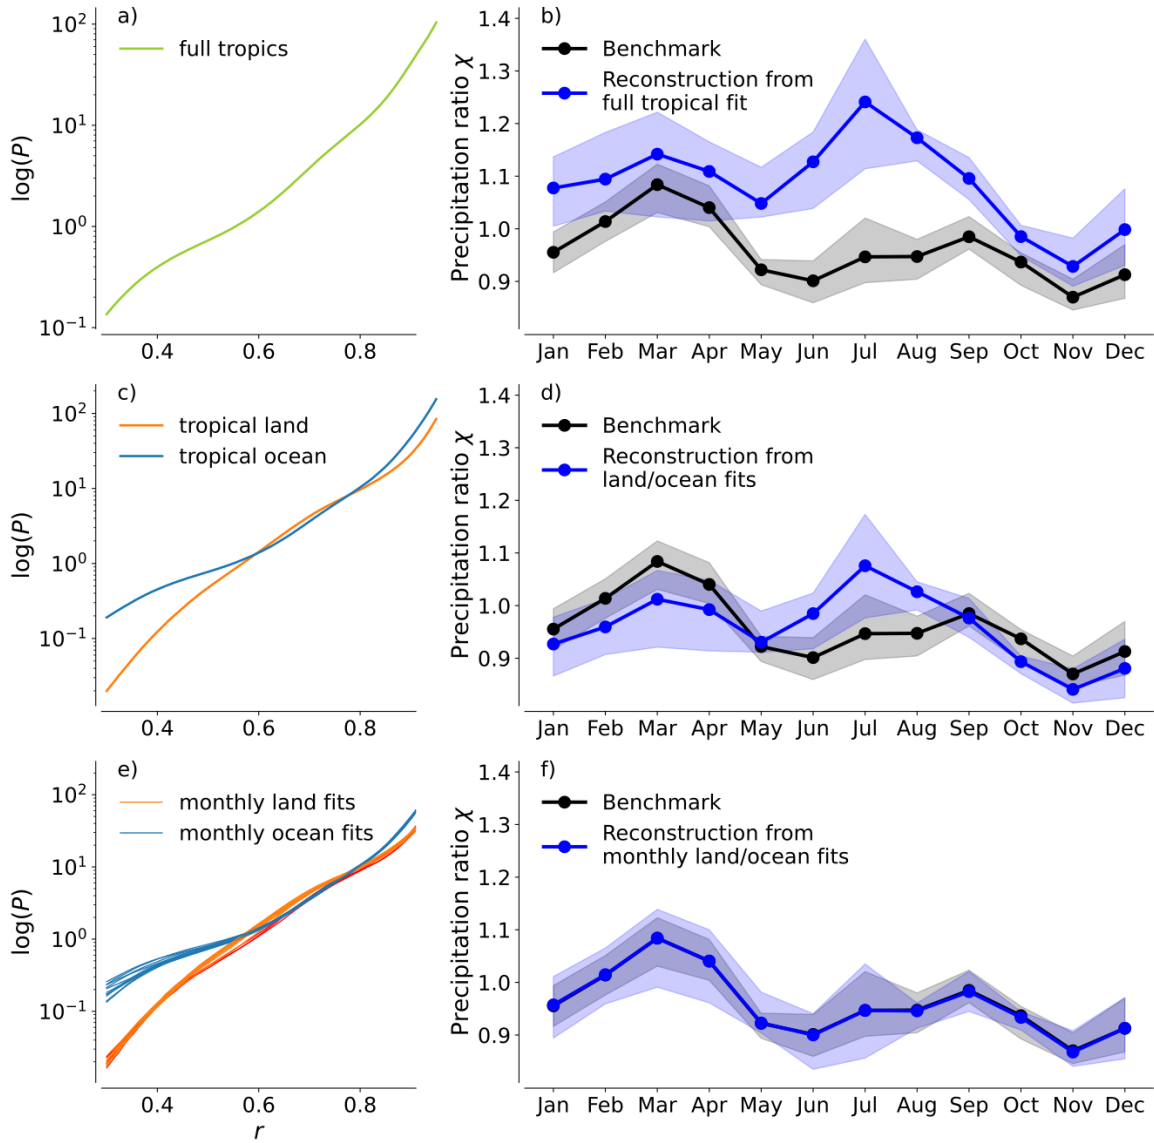 a)
full tropics
log(P)
10²
10¹
10⁰
10⁻¹
0.4 0.6 0.8
b)
Benchmark
Reconstruction from
full tropical fit
Precipitation ratio χ
1.4
1.3
1.2
1.1
1.0
0.9
Jan Feb Mar Apr May Jun Jul Aug Sep Oct Nov Dec
c)
tropical land
tropical ocean
log(P)
10²
10¹
10⁰
10⁻¹
0.4 0.6 0.8
d)
Benchmark
Reconstruction from
land/ocean fits
Precipitation ratio χ
1.4
1.3
1.2
1.1
1.0
0.9
Jan Feb Mar Apr May Jun Jul Aug Sep Oct Nov Dec
e)
monthly land fits
monthly ocean fits
log(P)
10²
10¹
10⁰
10⁻¹
0.4 0.6 0.8
r
f)
Benchmark
Reconstruction from
monthly land/ocean fits
Precipitation ratio χ
1.4
1.3
1.2
1.1
1.0
0.9
Jan Feb Mar Apr May Jun Jul Aug Sep Oct Nov Dec